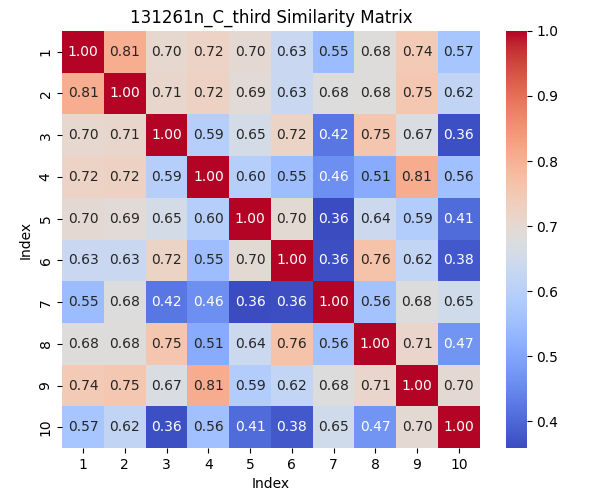 131261n_C_third Similarity Matrix
1 1.00 0.81 0.70 0.72 0.70 0.63 0.55 0.68 0.74 0.57
2 0.81 1.00 0.71 0.72 0.69 0.63 0.68 0.68 0.75 0.62
3 0.70 0.71 1.00 0.59 0.65 0.72 0.42 0.75 0.67 0.36
4 0.72 0.72 0.59 1.00 0.60 0.55 0.46 0.51 0.81 0.56
5 0.70 0.69 0.65 0.60 1.00 0.70 0.36 0.64 0.59 0.41
6 0.63 0.63 0.72 0.55 0.70 1.00 0.36 0.76 0.62 0.38
7 0.55 0.68 0.42 0.46 0.36 0.36 1.00 0.56 0.68 0.65
8 0.68 0.68 0.75 0.51 0.64 0.76 0.56 1.00 0.71 0.47
9 0.74 0.75 0.67 0.81 0.59 0.62 0.68 0.71 1.00 0.70
10 0.57 0.62 0.36 0.56 0.41 0.38 0.65 0.47 0.70 1.00
1 2 3 4 5 6 7 8 9 10
Index
Index
1.0
0.9
0.8
0.7
0.6
0.5
0.4